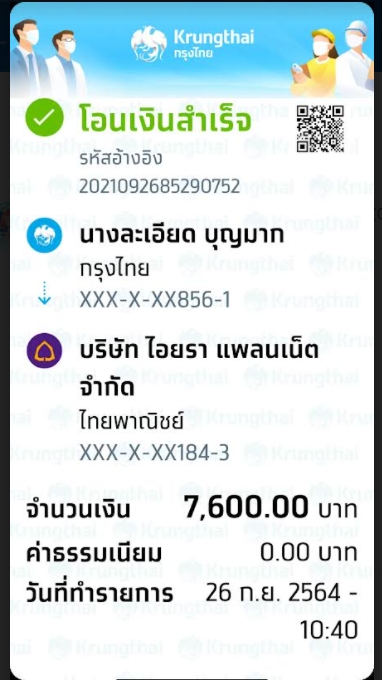 Krungthai
กรุงไทย
โอนเงินสำเร็จ
รหัสอ้างอิง
2021092685290752
นางละเอียด บุญมาก
กรุงไทย
XXX-X-XX856-1
บริษัท ไอยรา แพลนเน็ต
จำกัด
ไทยพาณิชย์
XXX-X-XX184-3
จำนวนเงิน 7,600.00 บาท
ค่าธรรมเนียม 0.00 บาท
วันที่ทำรายการ 26 ก.ย. 2564 -
10:40